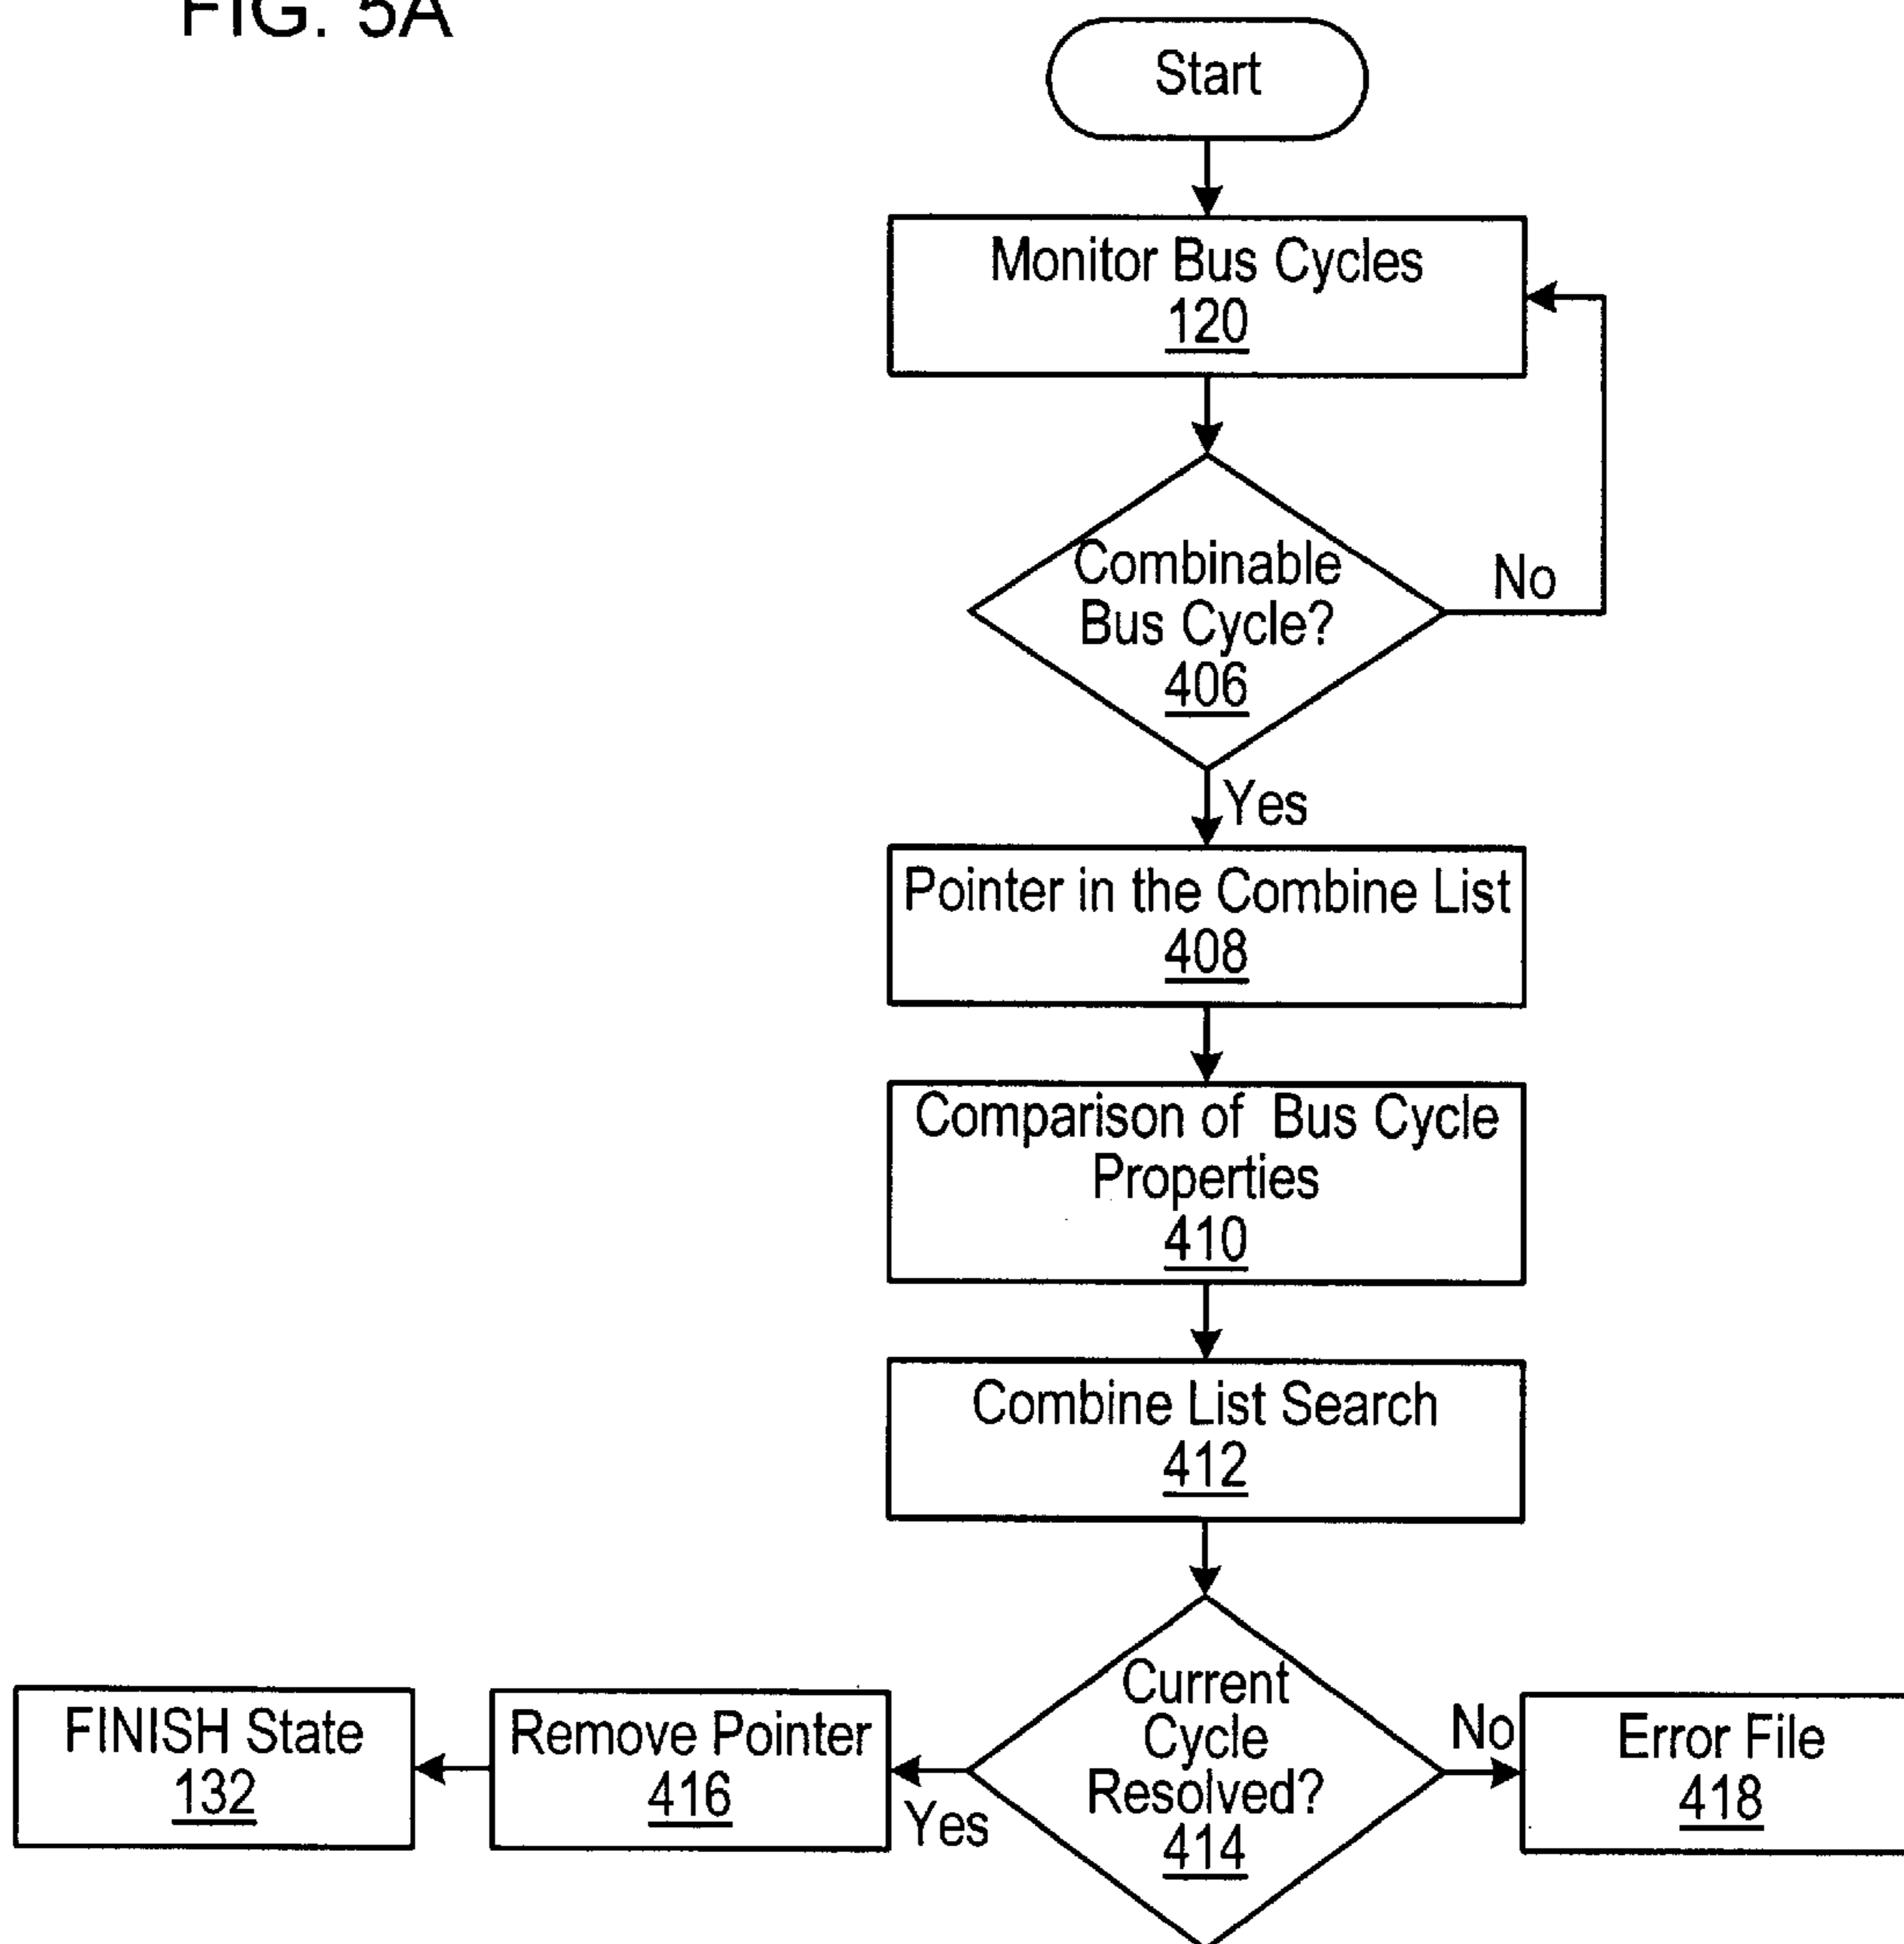 FIG. 5A
Start
Monitor Bus Cycles
120
Combinable
Bus Cycle?
406
No
Yes
Pointer in the Combine List
408
Comparison of Bus Cycle
Properties
410
Combine List Search
412
Current
Cycle
Resolved?
414
Yes
No
Remove Pointer
416
FINISH State
132
Error File
418